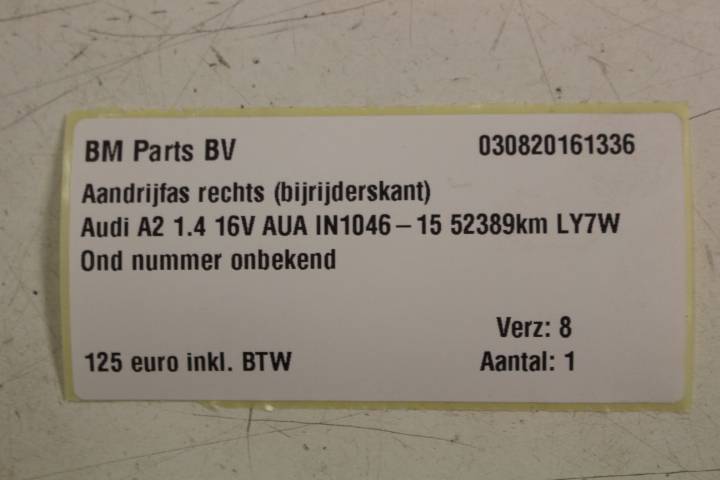 BM Parts BV 030820161336
Aandrijfas rechts (bijrijderskant)
Audi A2 1.4 16V AUA IN1046-15 52389km LY7W
Ond nummer onbekend
Verz: 8
125 euro inkl. BTW Aantal: 1